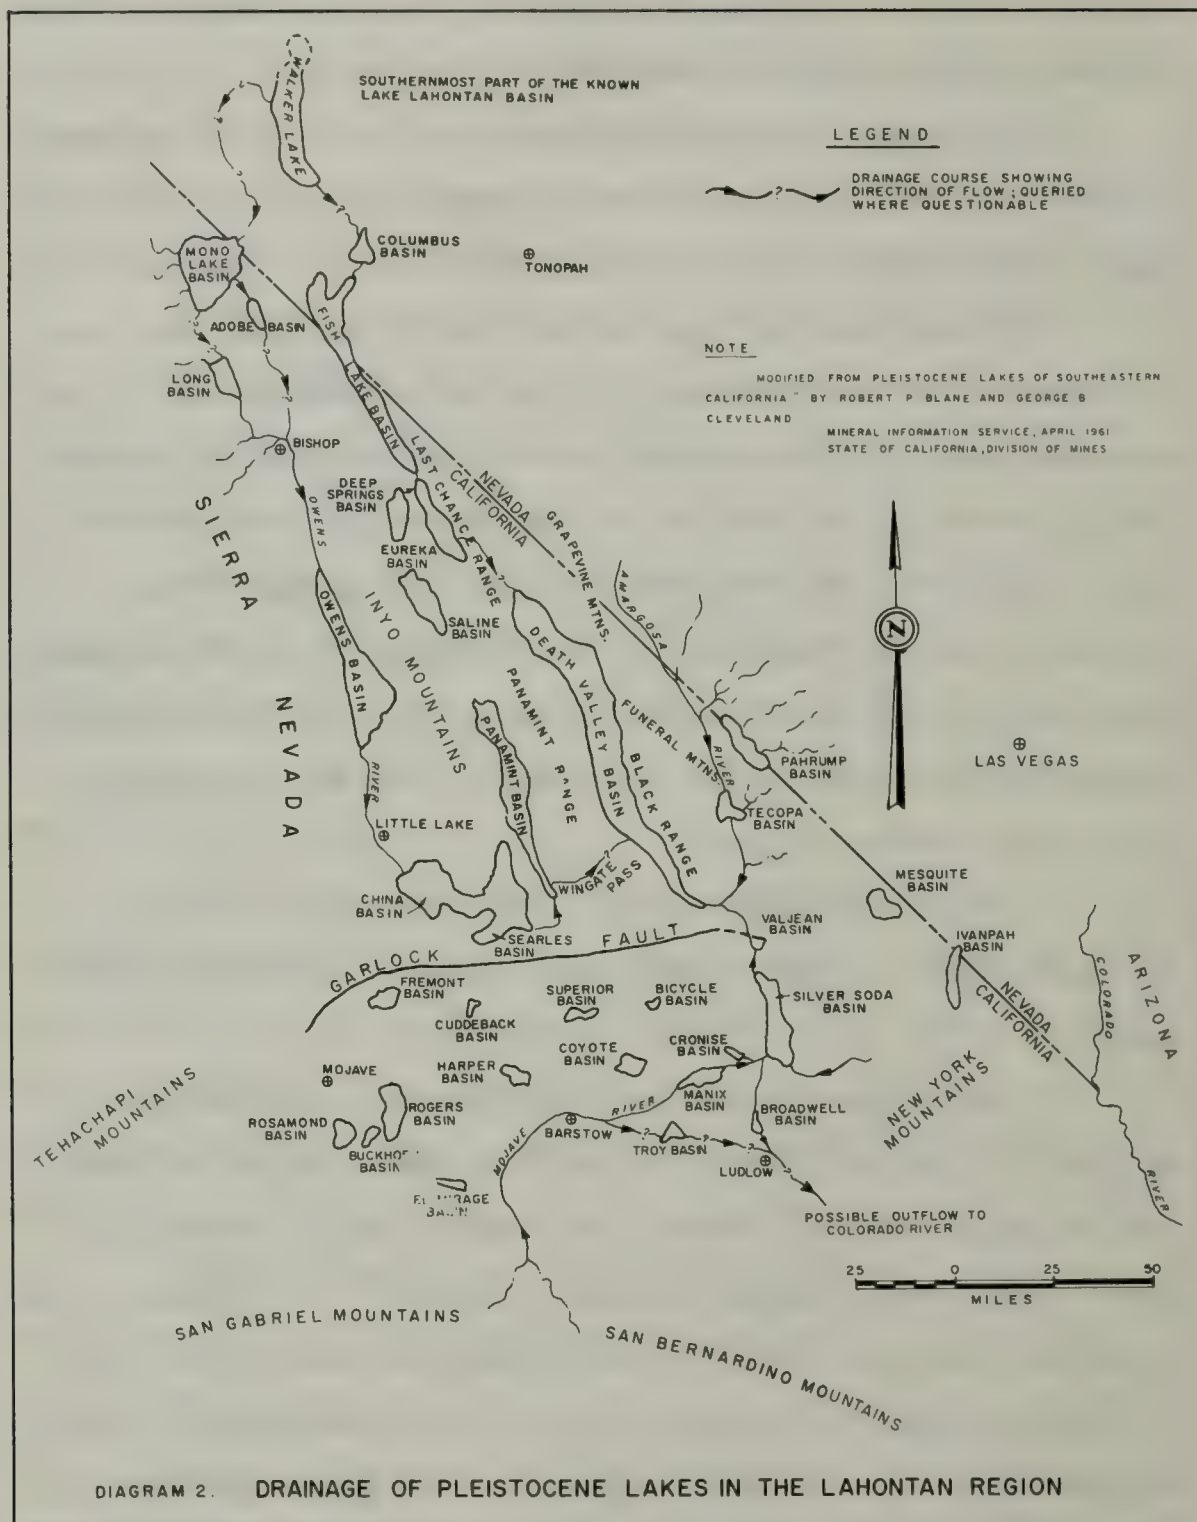 WALKER LAKE
SOUTHERNMOST PART OF THE KNOWN
LAKE LAHONTAN BASIN
LEGEND
?
DRAINAGE COURSE SHOWING
DIRECTION OF FLOW ; QUERIED
WHERE QUESTIONABLE
COLUMBUS
BASIN
TONOPAH
MONO
LAKE
BASIN
ADOBE BASIN
FISH
LAKE BASIN
LONG
BASIN
NOTE
MODIFIED FROM PLEISTOCENE LAKES OF SOUTHEASTERN
CALIFORNIA" BY ROBERT P BLANE AND GEORGE B
CLEVELAND
MINERAL INFORMATION SERVICE, APRIL 1961
STATE OF CALIFORNIA, DIVISION OF MINES
BISHOP
LAST CHANCE RANGE
NEVADA
CALIFORNIA
DEEP
SPRINGS
BASIN
EUREKA
BASIN
SALINE
BASIN
GRAPEVINE MTNS.
AMARGOSA
RIVER
SIERRA
NEVADA
OWENS
RIVER
OWENS BASIN
INYO MOUNTAINS
PANAMINT RANGE
PANAMINT BASIN
DEATH VALLEY BASIN
FUNERAL MTNS.
BLACK RANGE
PAHRUMP
BASIN
LAS VEGAS
N
TECOPA
BASIN
LITTLE LAKE
WINGATE
PASS
MESQUITE
BASIN
CHINA
BASIN
SEARLES
BASIN
VALJEAN
BASIN
IVANPAH
BASIN
GARLOCK FAULT
FREMONT
BASIN
CUDDEBACK
BASIN
SUPERIOR
BASIN
BICYCLE
BASIN
SILVER SODA
BASIN
NEVADA
CALIFORNIA
COLORADO
RIVER
ARIZONA
MOJAVE
HARPER
BASIN
COYOTE
BASIN
CRONISE
BASIN
MANIX
BASIN
NEW YORK
MOUNTAINS
TEHACHAPI
MOUNTAINS
ROGERS
BASIN
ROSAMOND
BASIN
BASIN
MOJAVE
RIVER
BARSTOW
TROY BASIN
BROADWELL
BASIN
LUDLOW
POSSIBLE OUTFLOW TO
COLORADO RIVER
25 0 25 50
MILES
SAN GABRIEL MOUNTAINS
SAN BERNARDINO MOUNTAINS
DIAGRAM 2. DRAINAGE OF PLEISTOCENE LAKES IN THE LAHONTAN REGION